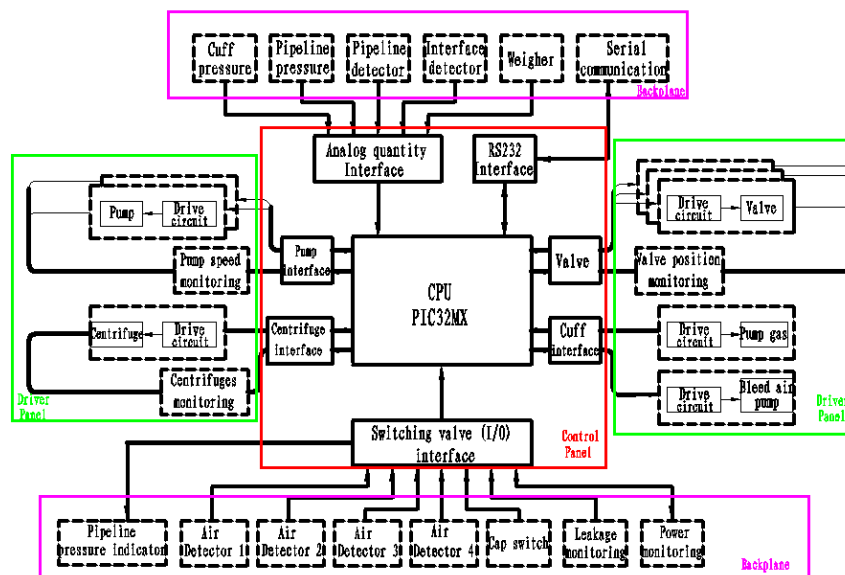 Cuff
pressure
Pipeline
pressure
Pipeline
detector
Interface
detector
Weigher
Serial
communication
Backplane
Analog quantity
Interface
RS232
Interface
Pump
Drive
circuit
Pump speed
monitoring
Pump
interface
CPU
PIC32MX
Valve
Drive
circuit
Valve
Valve position
monitoring
Centrifuge
Drive
circuit
Centrifuge
interface
Cuff
interface
Drive
circuit
Pump gas
Centrifuges
monitoring
Drive
circuit
Bleed air
pump
Driver
Panel
Driver
Panel
Switching valve (I/O)
interface
Control
Panel
Pipeline
pressure indicator
Air
Detector 1
Air
Detector 2
Air
Detector 3
Air
Detector 4
Cap switch
Leakage
monitoring
Power
monitoring
Backplane